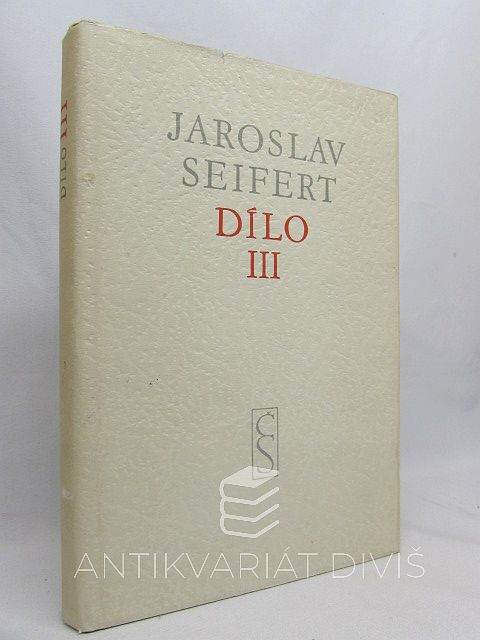 JAROSLAV
SEIFERT
DÍLO
III
ČS
DÍLO III
ANTIKVARIÁT DIVIŠ